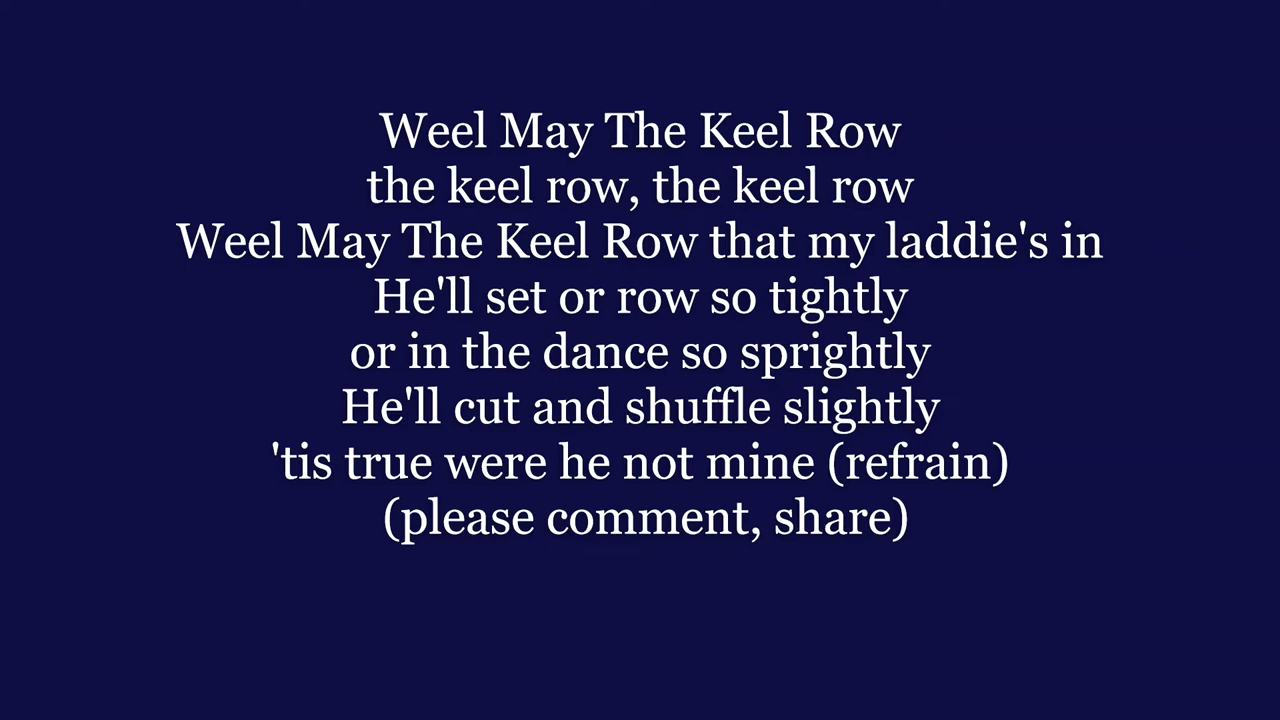 Weel May The Keel Row
the keel row, the keel row
Weel May The Keel Row that my laddie's in
He'll set or row so tightly
or in the dance so sprightly
He'll cut and shuffle slightly
'tis true were he not mine (refrain)
(please comment, share)